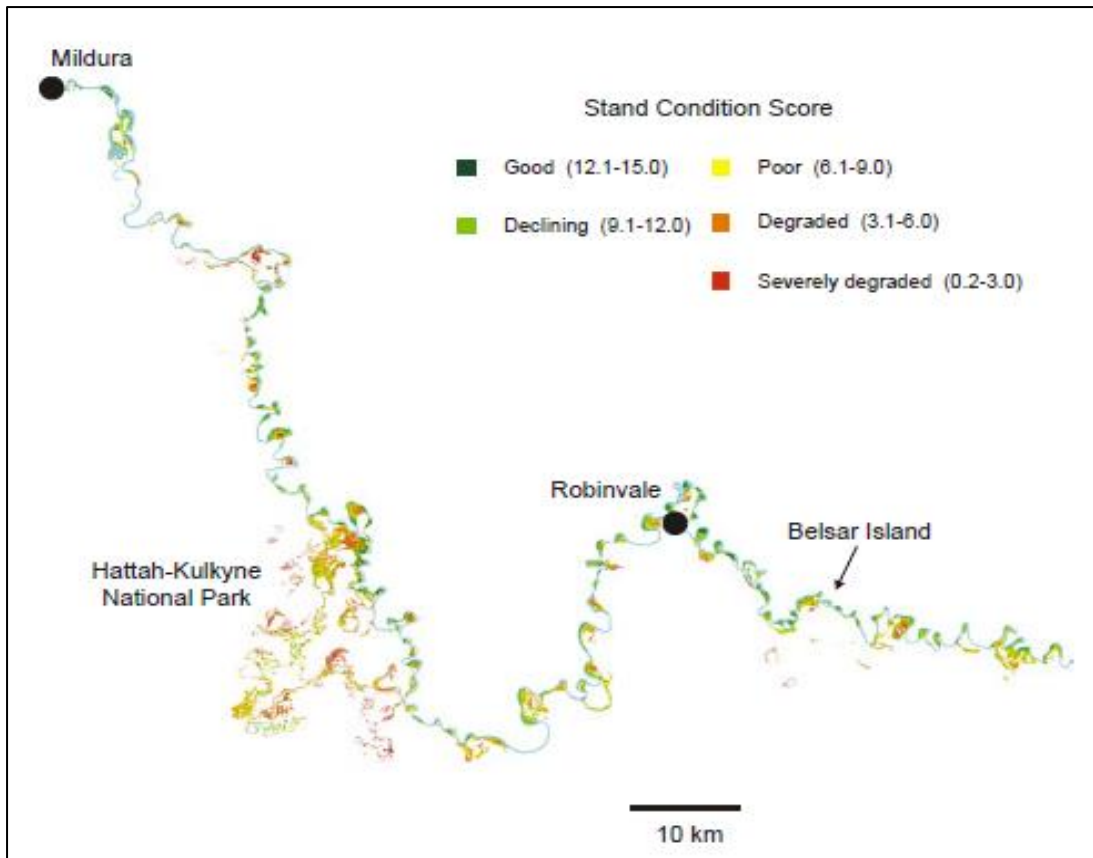 Mildura
Stand Condition Score
Good (12.1-15.0)
Poor (6.1-9.0)
Declining (9.1-12.0)
Degraded (3.1-6.0)
Severely degraded (0.2-3.0)
Robinvale
Belsar Island
Hattah-Kulkyne
National Park
10 km